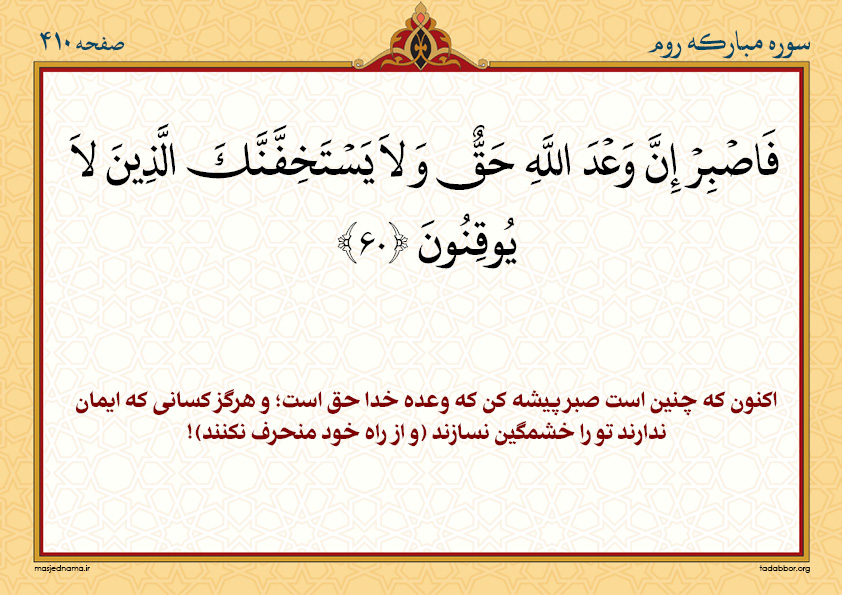 سوره مبارکه روم
صفحه ۴۱۰
فَاصْبِرْ إِنَّ وَعْدَ اللَّهِ حَقٌّ وَلاَ يَسْتَخِفَّنَّكَ الَّذِينَ لاَ
يُوقِنُونَ ﴿۶۰﴾
اکنون که چنین است صبر پیشه کن که وعده خدا حق است؛ و هرگز کسانی که ایمان
ندارند تو را خشمگین نسازند (و از راه خود منحرف نکنند)!
masjednama.ir
tadabbor.org